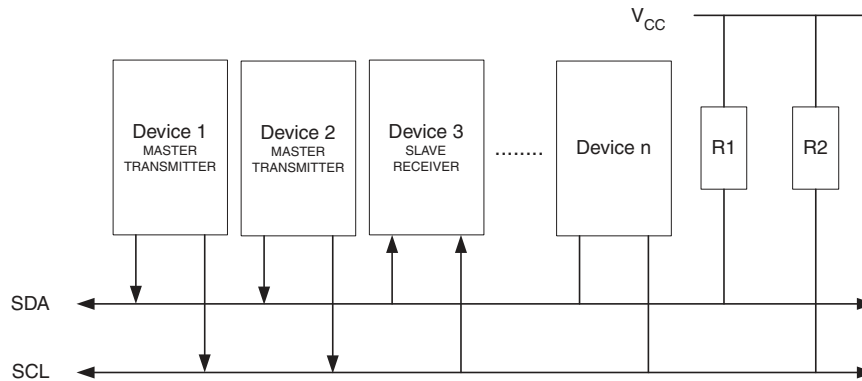 VCC
Device 1
MASTER
TRANSMITTER
Device 2
MASTER
TRANSMITTER
Device 3
SLAVE
RECEIVER
........
Device n
R1
R2
SDA
SCL